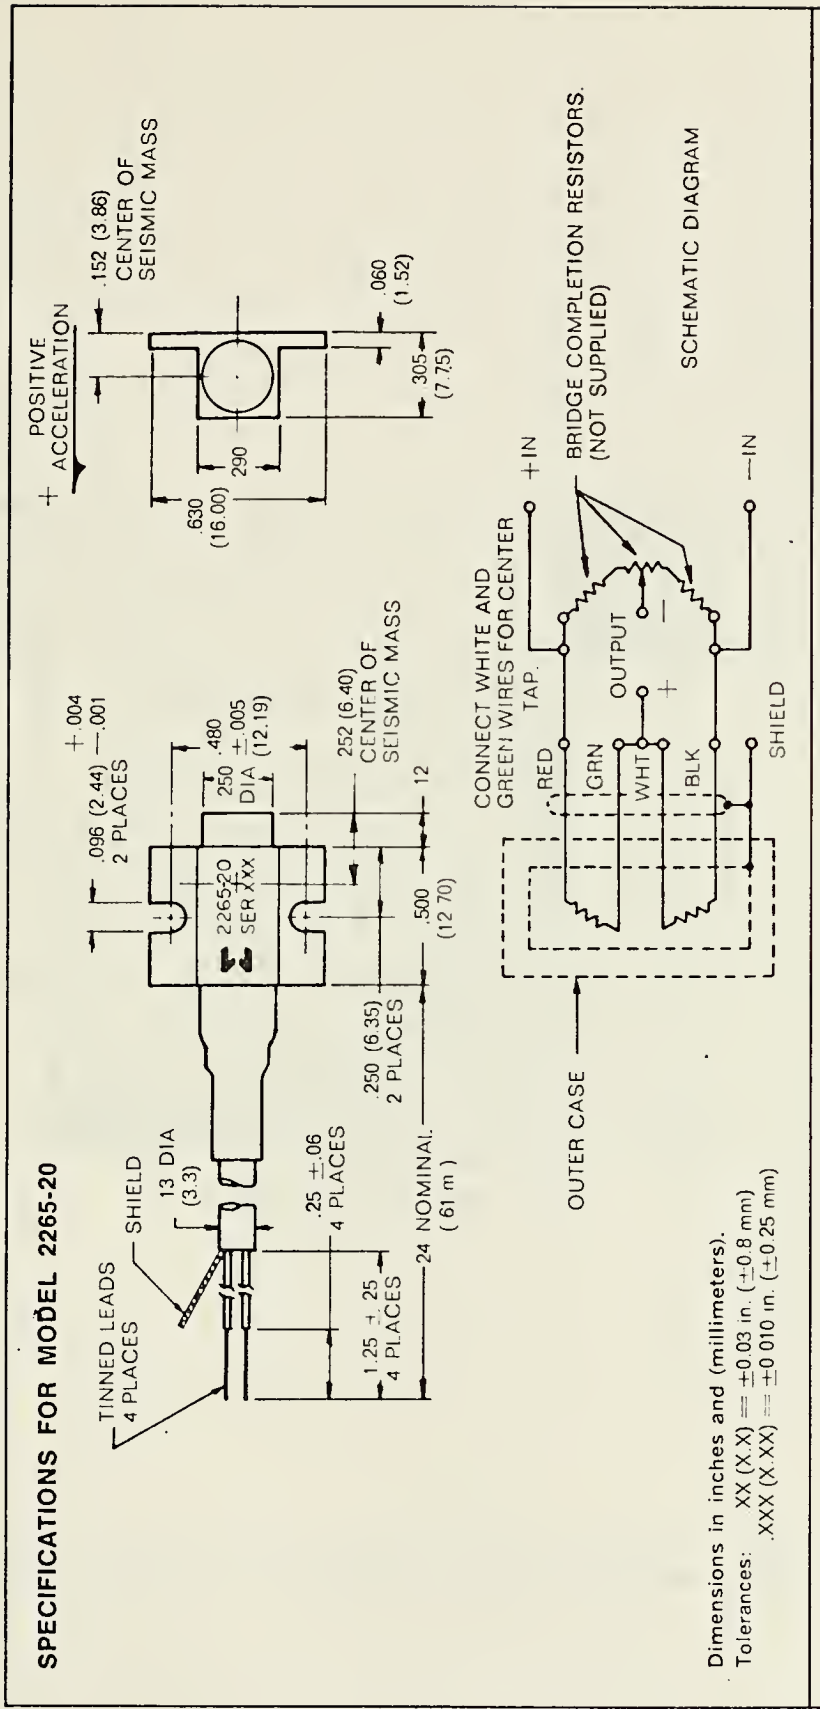 SPECIFICATIONS FOR MODEL 2265-20
TINNED LEADS
4 PLACES
SHIELD
13 DIA
(3.3)
.25 ±.06
4 PLACES
1.25 ± .25
4 PLACES
24 NOMINAL
( 61 m )
.096 (2.44) +.004 —.001
2 PLACES
2265-20
SER XXX
.480
(12.19)
250 ±.005
DIA
252 (6.40)
CENTER OF
SEISMIC MASS
12
.500
(12 70)
.250 (6.35)
2 PLACES
+ POSITIVE
ACCELERATION
.152 (3.86)
CENTER OF
SEISMIC MASS
290
.630
(16.00)
.060
(1.52)
.305
(7.75)
CONNECT WHITE AND
GREEN WIRES FOR CENTER
TAP.
+IN
BRIDGE COMPLETION RESISTORS.
(NOT SUPPLIED)
RED
GRN
WHT
BLK
OUTPUT
+
—
—IN
SHIELD
OUTER CASE
SCHEMATIC DIAGRAM
Dimensions in inches and (millimeters).
Tolerances: .XX (X.X) = ±0.03 in. (±0.8 mm)
.XXX (X.XX) = ±0 010 in. (±0.25 mm)